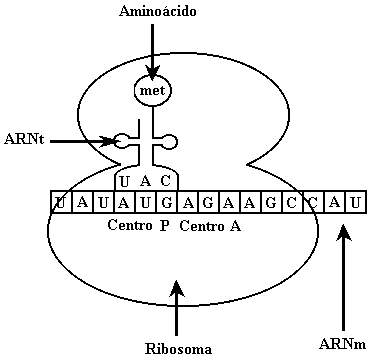 Aminoácido
met
ARNt
U A C
U A U A U G A G A A G C C A U
Centro P Centro A
Ribosoma
ARNm